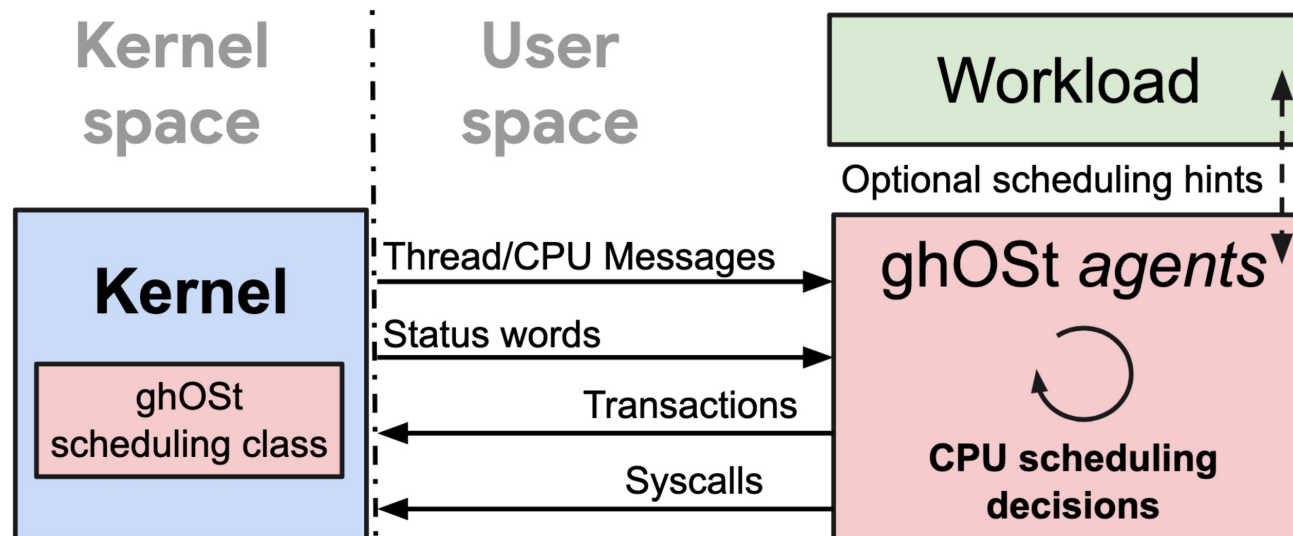 Kernel
space
User
space
Workload
Optional scheduling hints
Kernel
ghOSt
scheduling class
Thread/CPU Messages
Status words
Transactions
Syscalls
ghOSt agents
CPU scheduling
decisions